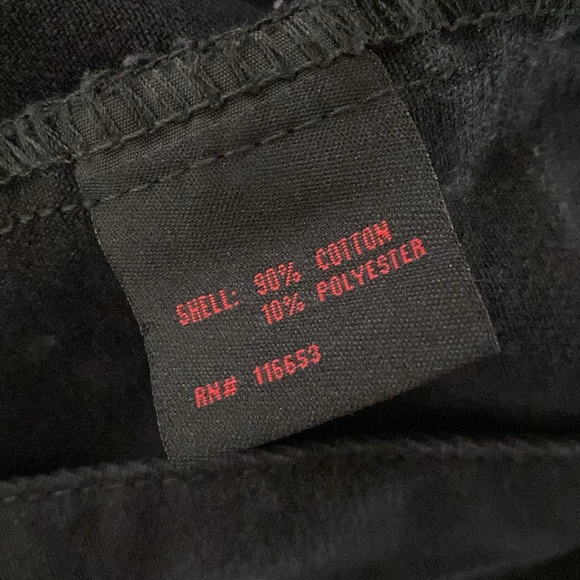 SHELL: 90% COTTON
10% POLYESTER
RN# 116653